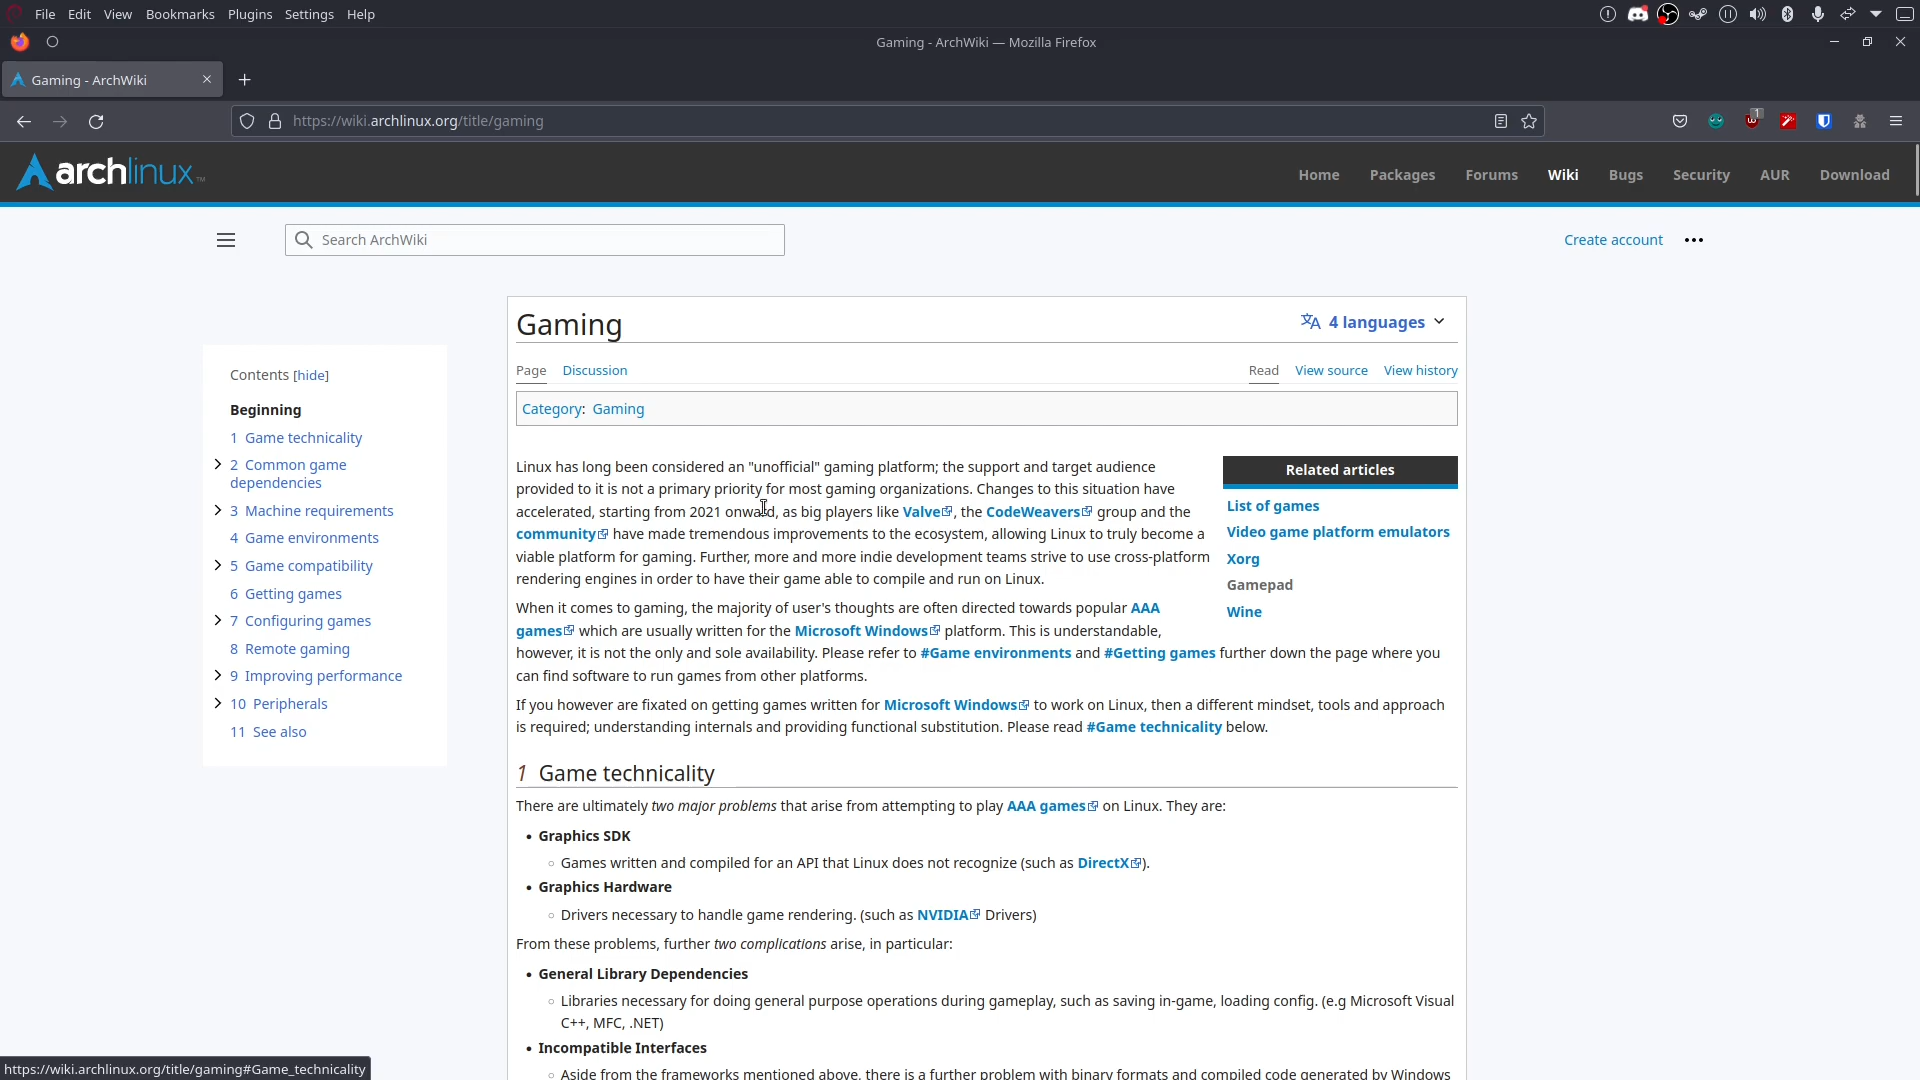 File Edit View Bookmarks Plugins Settings Help
Gaming - ArchWiki — Mozilla Firefox
Gaming - ArchWiki
https://wiki.archlinux.org/title/gaming
1
archlinux™
Home Packages Forums Wiki Bugs Security AUR Download
Search ArchWiki
Create account
Gaming
4 languages
Page Discussion Read View source View history
Category: Gaming
Contents [hide]
Beginning
1 Game technicality
2 Common game
dependencies
3 Machine requirements
4 Game environments
5 Game compatibility
6 Getting games
7 Configuring games
8 Remote gaming
9 Improving performance
10 Peripherals
11 See also
Linux has long been considered an "unofficial" gaming platform; the support and target audience
provided to it is not a primary priority for most gaming organizations. Changes to this situation have
accelerated, starting from 2021 onward, as big players like Valve, the CodeWeavers group and the
community have made tremendous improvements to the ecosystem, allowing Linux to truly become a
viable platform for gaming. Further, more and more indie development teams strive to use cross-platform
rendering engines in order to have their game able to compile and run on Linux.
Related articles
List of games
Video game platform emulators
Xorg
Gamepad
Wine
When it comes to gaming, the majority of user's thoughts are often directed towards popular AAA
games which are usually written for the Microsoft Windows platform. This is understandable,
however, it is not the only and sole availability. Please refer to #Game environments and #Getting games further down the page where you
can find software to run games from other platforms.
If you however are fixated on getting games written for Microsoft Windows to work on Linux, then a different mindset, tools and approach
is required; understanding internals and providing functional substitution. Please read #Game technicality below.
1 Game technicality
There are ultimately two major problems that arise from attempting to play AAA games on Linux. They are:
• Graphics SDK
○ Games written and compiled for an API that Linux does not recognize (such as DirectX).
• Graphics Hardware
○ Drivers necessary to handle game rendering. (such as NVIDIA Drivers)
From these problems, further two complications arise, in particular:
• General Library Dependencies
○ Libraries necessary for doing general purpose operations during gameplay, such as saving in-game, loading config. (e.g Microsoft Visual
C++, MFC, .NET)
• Incompatible Interfaces
○ Aside from the frameworks mentioned above, there is a further problem with binary formats and compiled code generated by Windows
https://wiki.archlinux.org/title/gaming#Game_technicality